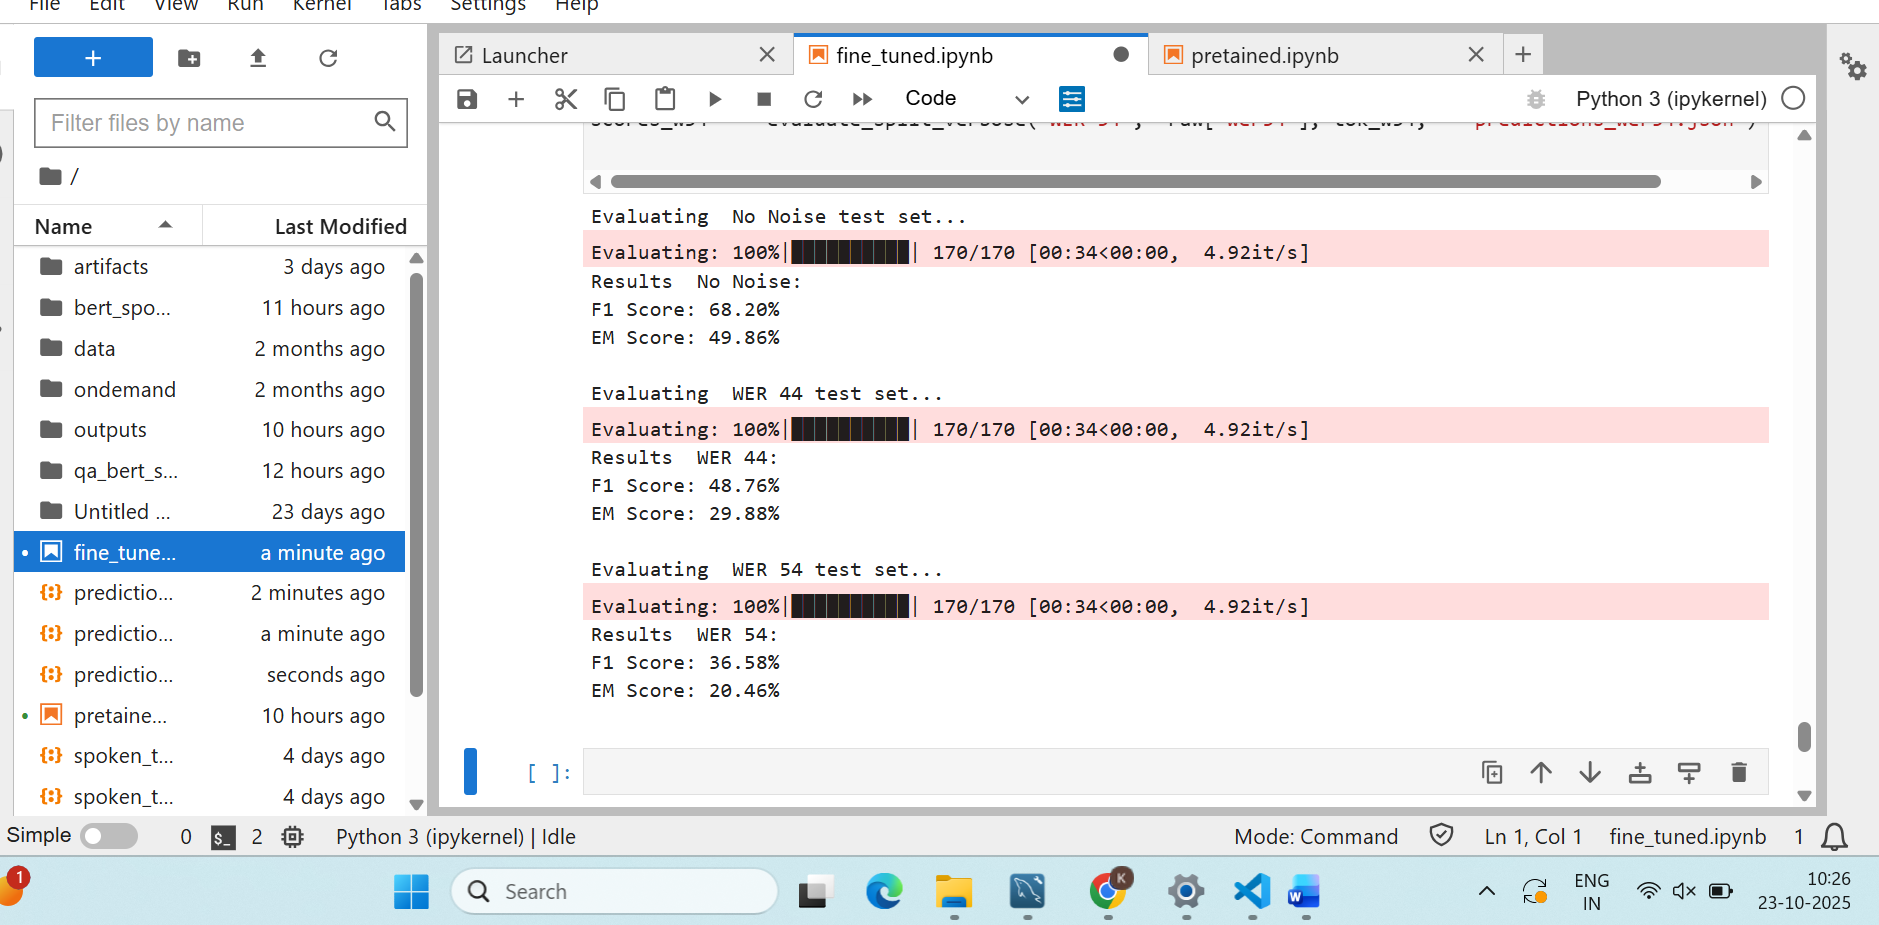 File Edit View Run Kernel Tabs Settings Help
+
Filter files by name
/
Name Last Modified
artifacts 3 days ago
bert_spo... 11 hours ago
data 2 months ago
ondemand 2 months ago
outputs 10 hours ago
qa_bert_s... 12 hours ago
Untitled ... 23 days ago
fine_tune... a minute ago
predictio... 2 minutes ago
predictio... a minute ago
predictio... seconds ago
pretaine... 10 hours ago
spoken_t... 4 days ago
spoken_t... 4 days ago
Launcher fine_tuned.ipynb pretained.ipynb
Code Python 3 (ipykernel)
Evaluating  No Noise test set...
Evaluating: 100%|██████████| 170/170 [00:34<00:00,  4.92it/s]
Results  No Noise:
F1 Score: 68.20%
EM Score: 49.86%
Evaluating  WER 44 test set...
Evaluating: 100%|██████████| 170/170 [00:34<00:00,  4.92it/s]
Results  WER 44:
F1 Score: 48.76%
EM Score: 29.88%
Evaluating  WER 54 test set...
Evaluating: 100%|██████████| 170/170 [00:34<00:00,  4.92it/s]
Results  WER 54:
F1 Score: 36.58%
EM Score: 20.46%
[ ]:
Simple 0 $_ 2 Python 3 (ipykernel) | Idle Mode: Command Ln 1, Col 1 fine_tuned.ipynb 1
1 Search K W ENG IN 10:26 23-10-2025